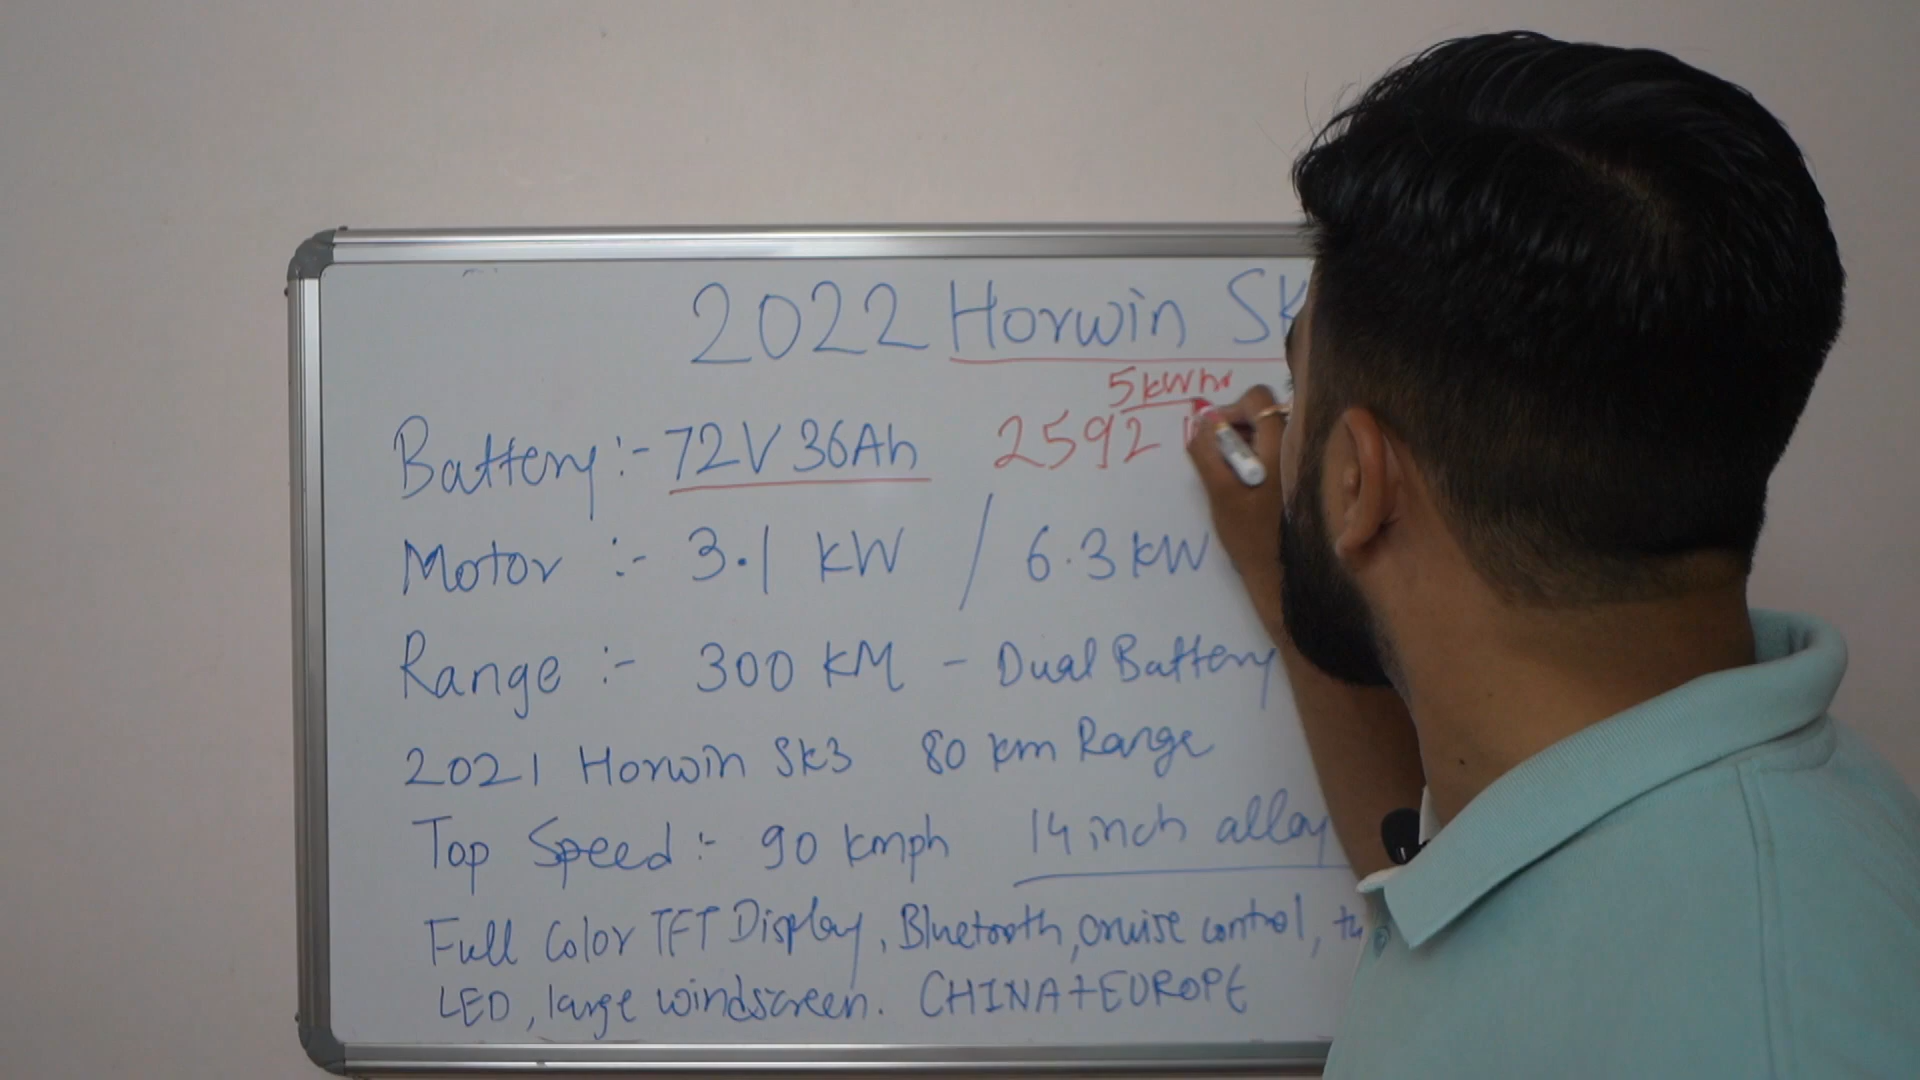 2022 Horwin SK
5 kWhr
Battery :- 72V 36Ah 2592
Motor :- 3.1 KW / 6.3 KW
Range :- 300 KM - Dual Battery
2021 Horwin SK3 80 km Range
Top Speed :- 90 kmph 14 inch alloy
Full Color TFT Display, Bluetooth, cruise control,
LED, large windscreen. CHINA+EUROPE